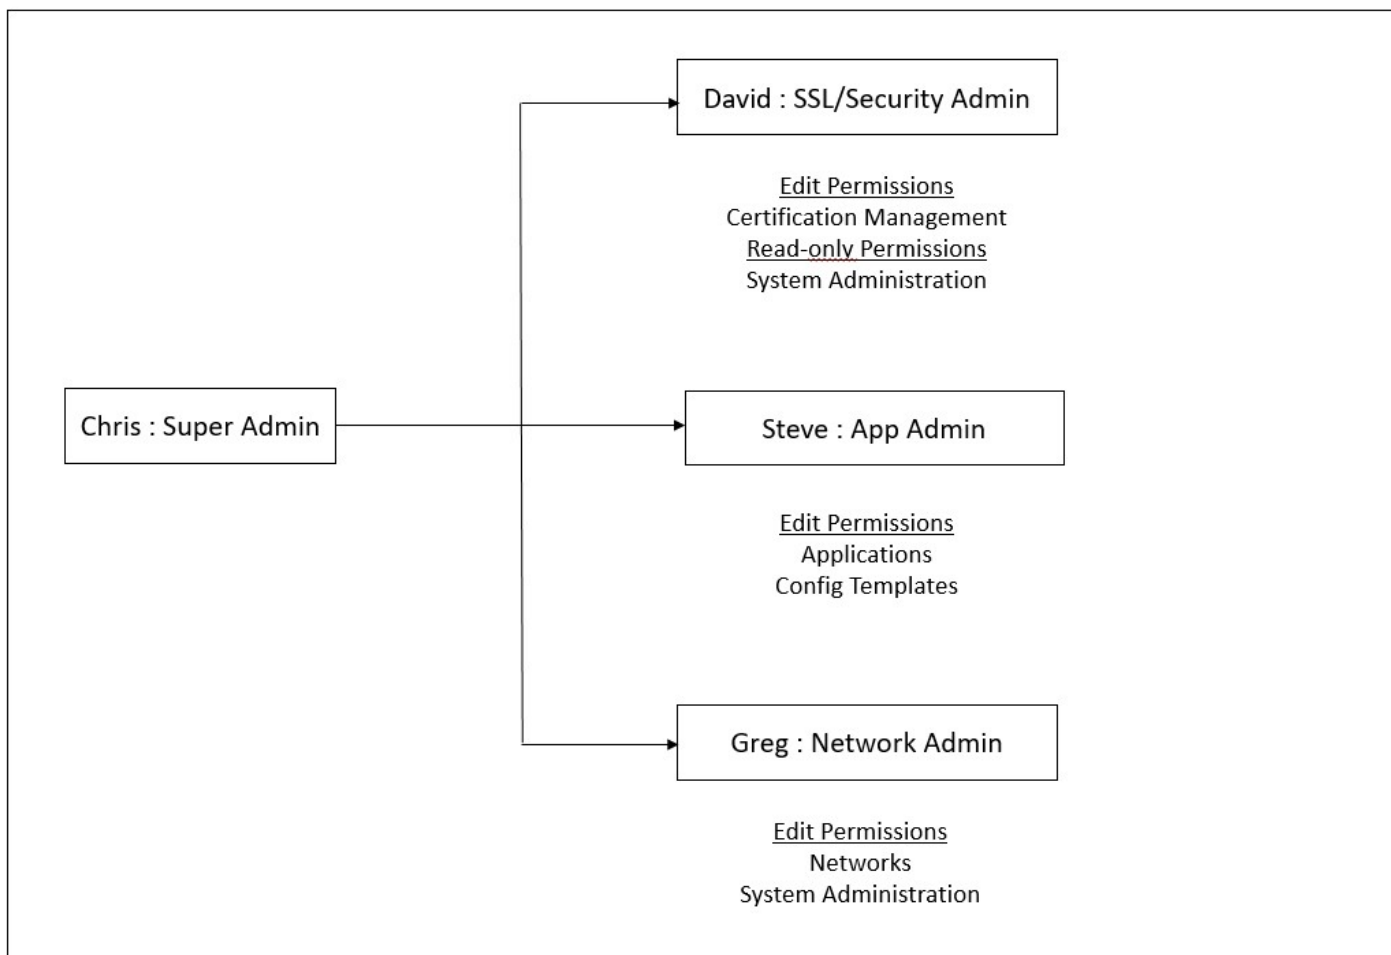 David : SSL/Security Admin
Edit Permissions
Certification Management
Read-only Permissions
System Administration
Chris : Super Admin
Steve : App Admin
Edit Permissions
Applications
Config Templates
Greg : Network Admin
Edit Permissions
Networks
System Administration